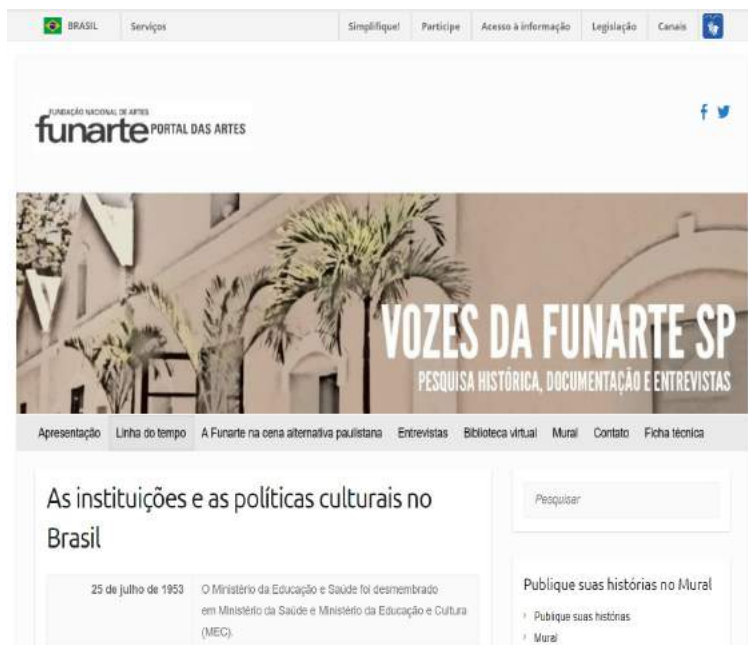 BRASIL Serviços Simplifique! Participe Acesso à informação Legislação Canais
FUNDAÇÃO NACIONAL DE ARTES
funarte PORTAL DAS ARTES
VOZES DA FUNARTE SP
PESQUISA HISTÓRICA, DOCUMENTAÇÃO E ENTREVISTAS
Apresentação Linha do tempo A Funarte na cena alternativa paulistana Entrevistas Biblioteca virtual Mural Contato Ficha técnica
As instituições e as políticas culturais no
Brasil
25 de julho de 1953 O Ministério da Educação e Saúde foi desmembrado
em Ministério da Saúde e Ministério da Educação e Cultura
(MEC).
Pesquisar
Publique suas histórias no Mural
Publique suas histórias
Mural